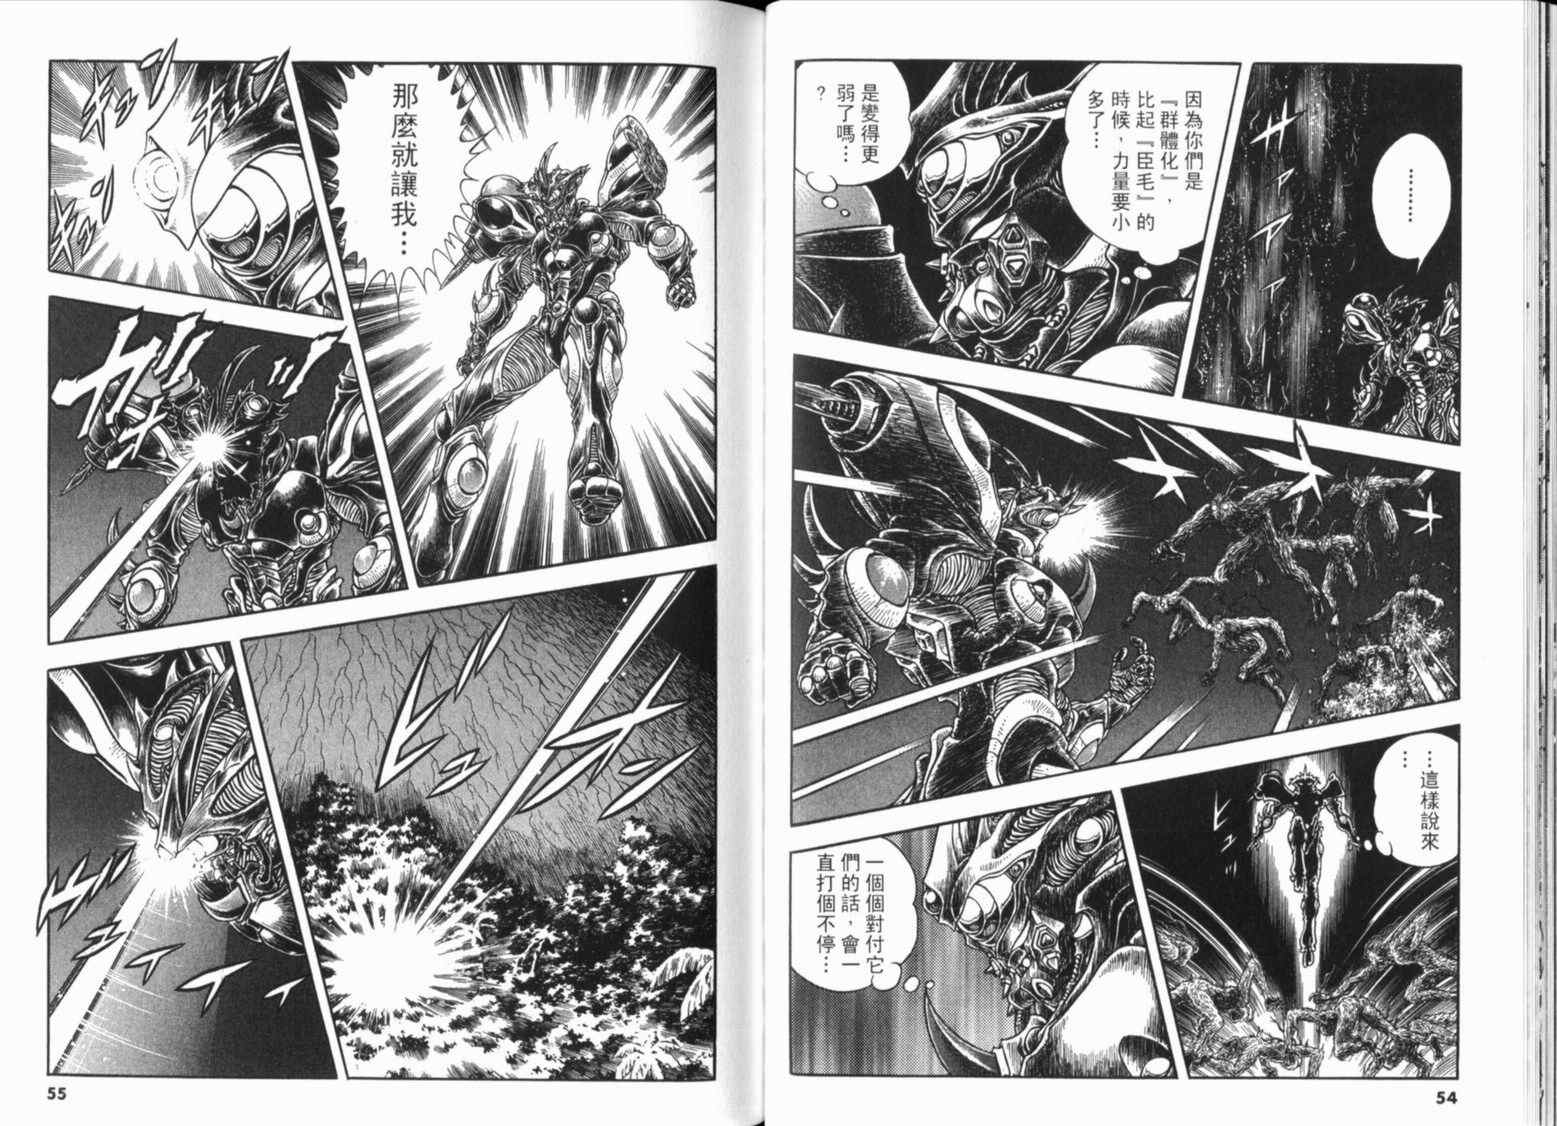 ………
因為你們是
『群體化』，
比起『臣毛』的
時候，力量要小
多了…
是變得更
弱了嗎…
？
…這樣說來
…
一個個對付它
們的話，會一
直打個不停…
54
那麼就讓我…
55